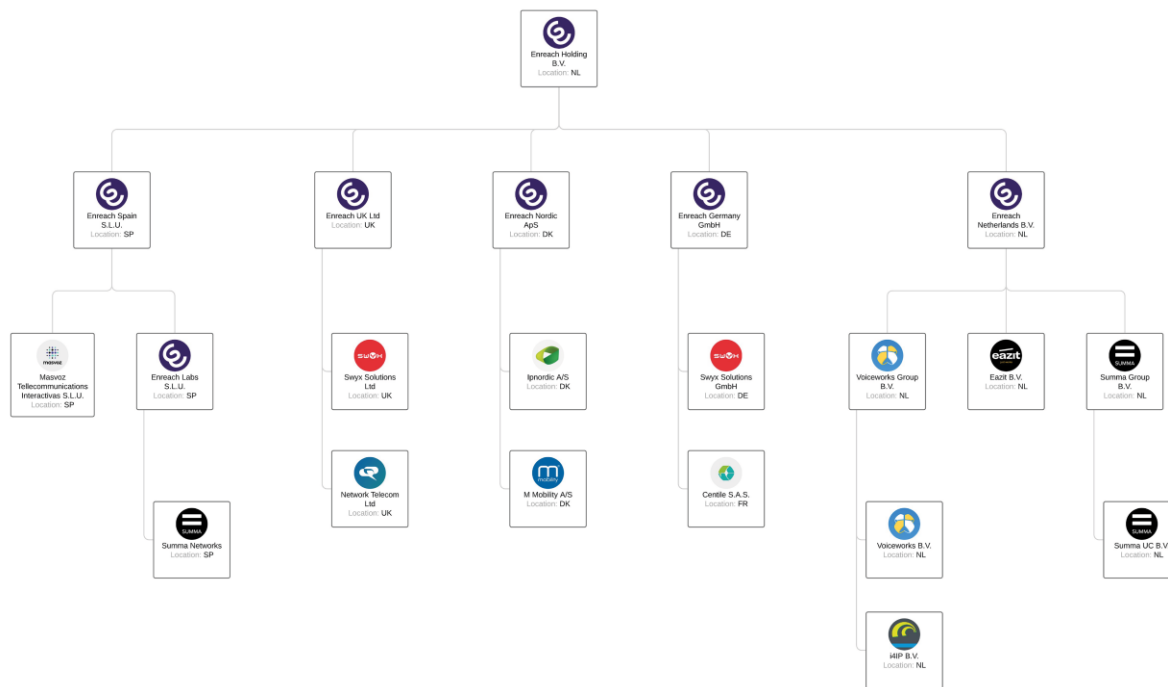 Enreach Holding
B.V.
Location: NL
Enreach Spain
S.L.U.
Location: SP
Enreach UK Ltd
Location: UK
Enreach Nordic
ApS
Location: DK
Enreach Germany
GmbH
Location: DE
Enreach
Netherlands B.V.
Location: NL
masvoz
Masvoz
Telecommunications
Interactivas S.L.U.
Location: SP
Enreach Labs
S.L.U.
Location: SP
swyx
Swyx Solutions
Ltd
Location: UK
Ipnordic A/S
Location: DK
swyx
Swyx Solutions
GmbH
Location: DE
Voiceworks Group
B.V.
Location: NL
eazit
Eazit B.V.
Location: NL
SUMMA
Summa Group
B.V.
Location: NL
Network Telecom
Ltd
Location: UK
m
mobility
M Mobility A/S
Location: DK
Centile S.A.S.
Location: FR
SUMMA
Summa Networks
Location: SP
Voiceworks B.V.
Location: NL
SUMMA
Summa UC B.V.
Location: NL
i4IP B.V.
Location: NL